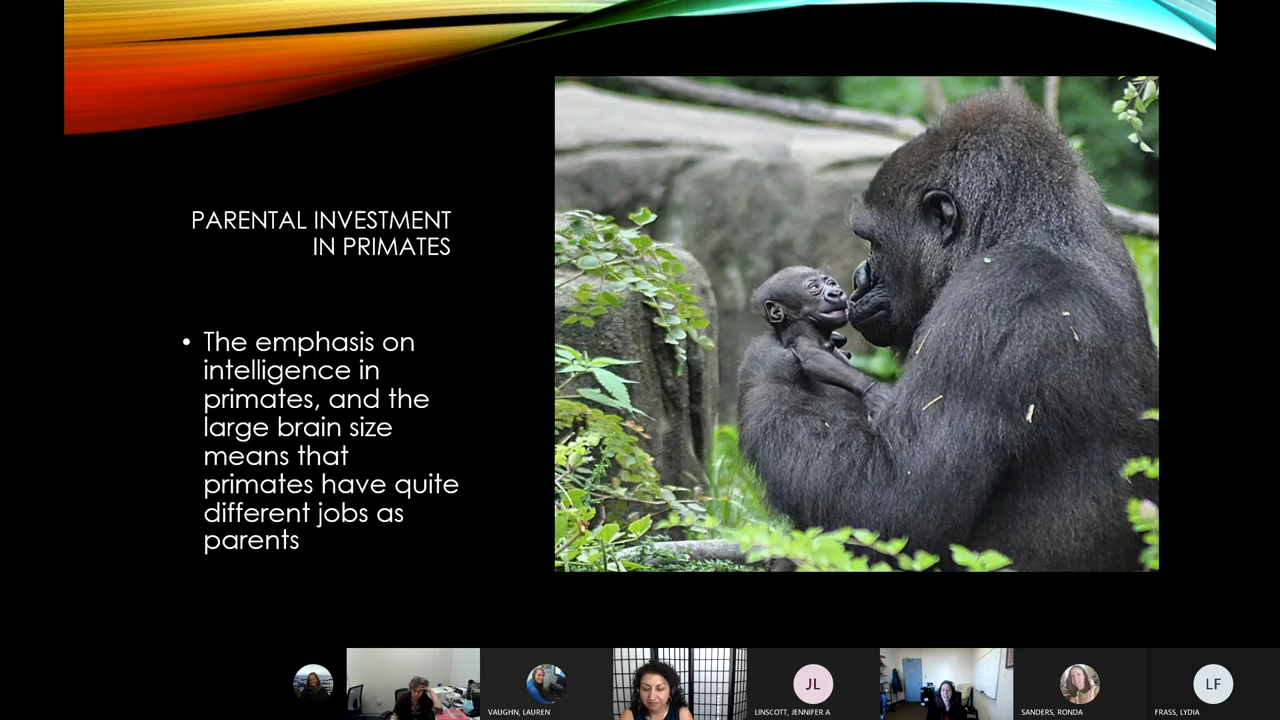 PARENTAL INVESTMENT
IN PRIMATES
• The emphasis on
intelligence in
primates, and the
large brain size
means that
primates have quite
different jobs as
parents
VAUGHN, LAUREN
JL
LINSCOTT, JENNIFER A
SANDERS, RONDA
LF
FRASS, LYDIA